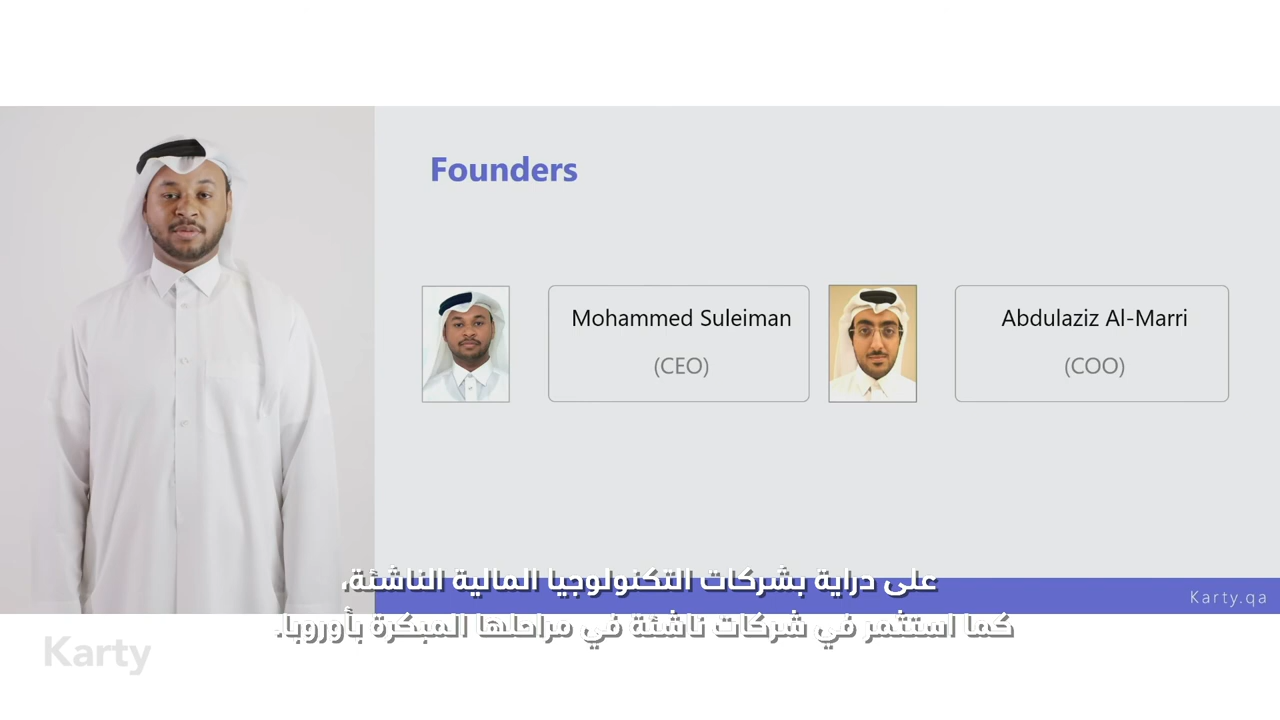 Founders
Mohammed Suleiman
(CEO)
Abdulaziz Al-Marri
(COO)
على دراية بشركات التكنولوجيا المالية الناشئة،
كما استثمر في شركات ناشئة في مراحلها المبكرة بأوروبا.
Karty.qa
Karty